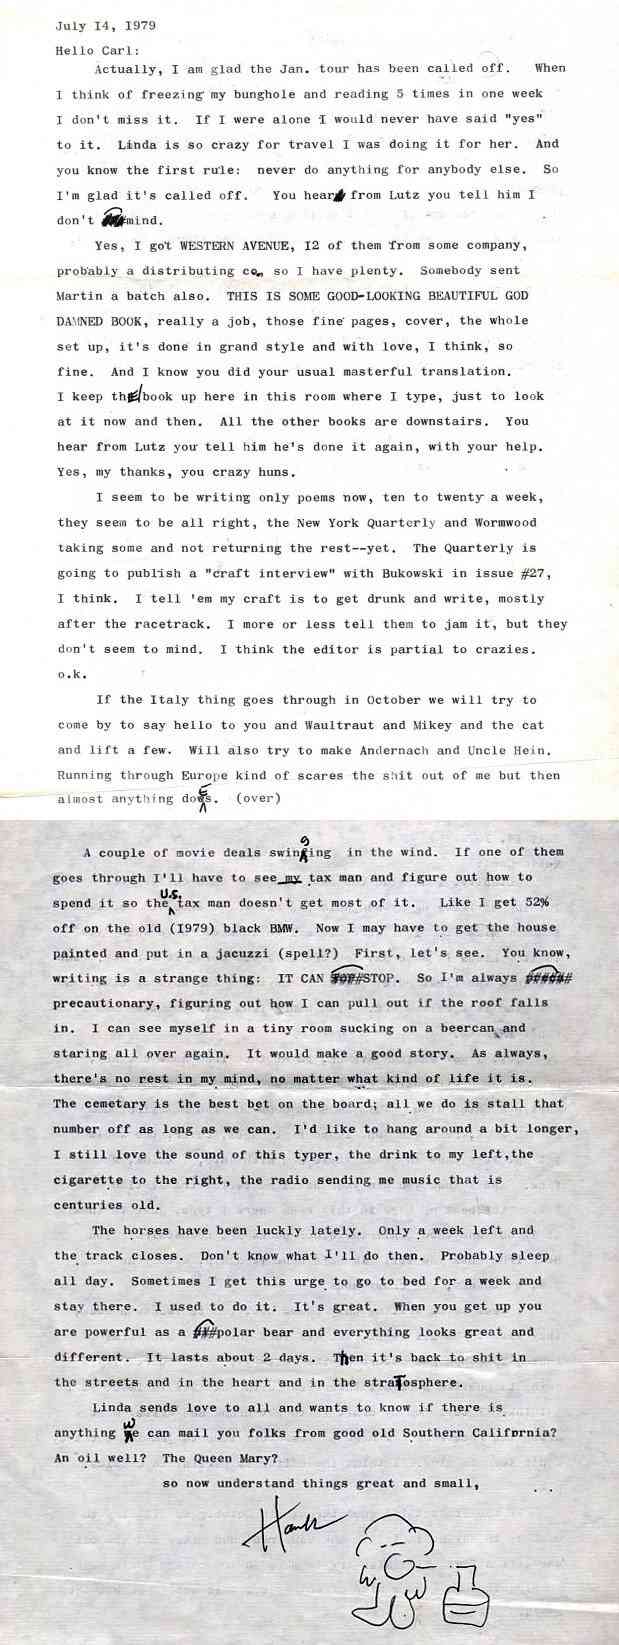 July 14, 1979
Hello Carl:
Actually, I am glad the Jan. tour has been called off. When
I think of freezing my bunghole and reading 5 times in one week
I don't miss it. If I were alone I would never have said "yes"
to it. Linda is so crazy for travel I was doing it for her. And
you know the first rule: never do anything for anybody else. So
I'm glad it's called off. You hear from Lutz you tell him I
don't mind.
Yes, I got WESTERN AVENUE, 12 of them from some company,
probably a distributing co, so I have plenty. Somebody sent
Martin a batch also. THIS IS SOME GOOD-LOOKING BEAUTIFUL GOD
DAMNED BOOK, really a job, those fine pages, cover, the whole
set up, it's done in grand style and with love, I think, so
fine. And I know you did your usual masterful translation.
I keep thE/book up here in this room where I type, just to look
at it now and then. All the other books are downstairs. You
hear from Lutz you tell him he's done it again, with your help.
Yes, my thanks, you crazy huns.
I seem to be writing only poems now, ten to twenty a week,
they seem to be all right, the New York Quarterly and Wormwood
taking some and not returning the rest--yet. The Quarterly is
going to publish a "craft interview" with Bukowski in issue #27,
I think. I tell 'em my craft is to get drunk and write, mostly
after the racetrack. I more or less tell them to jam it, but they
don't seem to mind. I think the editor is partial to crazies.
o.k.
If the Italy thing goes through in October we will try to
come by to say hello to you and Waultraut and Mikey and the cat
and lift a few. Will also try to make Andernach and Uncle Hein.
Running through Europe kind of scares the shit out of me but then
almost anything doEs. (over)
A couple of movie deals swinging in the wind. If one of them
goes through I'll have to see my tax man and figure out how to
spend it so the U.S. tax man doesn't get most of it. Like I get 52%
off on the old (1979) black BMW. Now I may have to get the house
painted and put in a jacuzzi (spell?) First, let's see. You know,
writing is a strange thing: IT CAN STOP. So I'm always
precautionary, figuring out how I can pull out if the roof falls
in. I can see myself in a tiny room sucking on a beercan and
staring all over again. It would make a good story. As always,
there's no rest in my mind, no matter what kind of life it is.
The cemetary is the best bet on the board; all we do is stall that
number off as long as we can. I'd like to hang around a bit longer,
I still love the sound of this typer, the drink to my left,the
cigarette to the right, the radio sending me music that is
centuries old.
The horses have been luckly lately. Only a week left and
the track closes. Don't know what I'll do then. Probably sleep
all day. Sometimes I get this urge to go to bed for a week and
stay there. I used to do it. It's great. When you get up you
are powerful as a polar bear and everything looks great and
different. It lasts about 2 days. Then it's back to shit in
the streets and in the heart and in the straTosphere.
Linda sends love to all and wants to know if there is
anything we can mail you folks from good old Southern California?
An oil well? The Queen Mary?
so now understand things great and small,
Hank